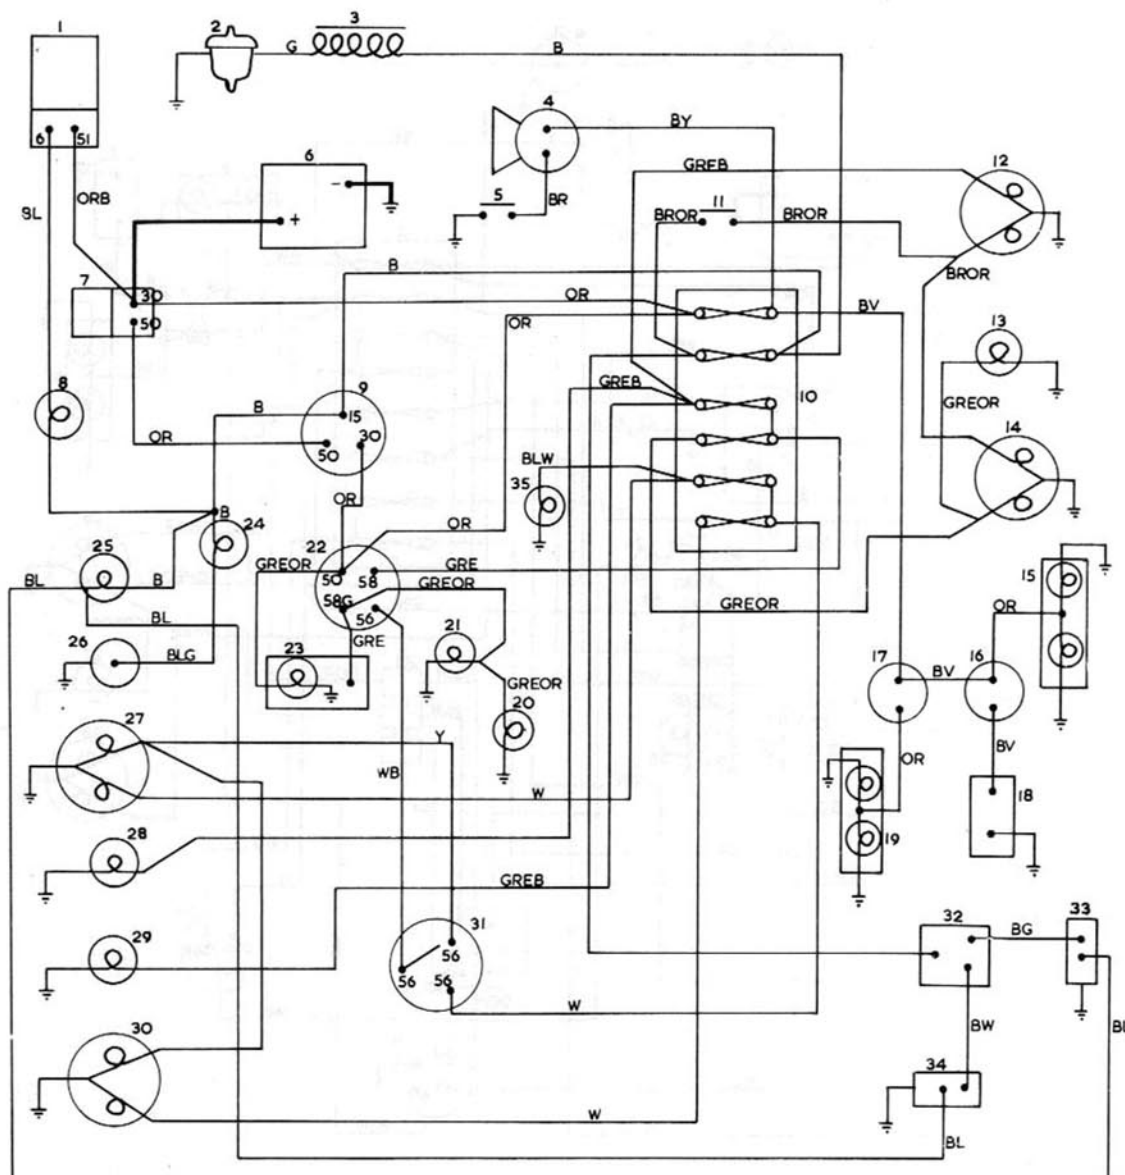 1
2
3
G
B
4
BY
GREB
12
6
51
6
-
+
ORB
BL
5
BR
BROR
11
BROR
BROR
B
7
30
50
OR
OR
BV
13
8
9
GREB
10
GREOR
14
B
15
30
50
OR
BLW
35
OR
B
24
OR
22
25
GREOR
50
58
GRE
GREOR
15
BL
B
58G
56
GREOR
OR
BL
GRE
21
26
BLG
23
17
BV
16
GREOR
20
27
Y
WB
OR
BV
W
18
28
19
GREB
31
32
33
29
BG
56
56
56
W
30
BW
BL
34
W
BL